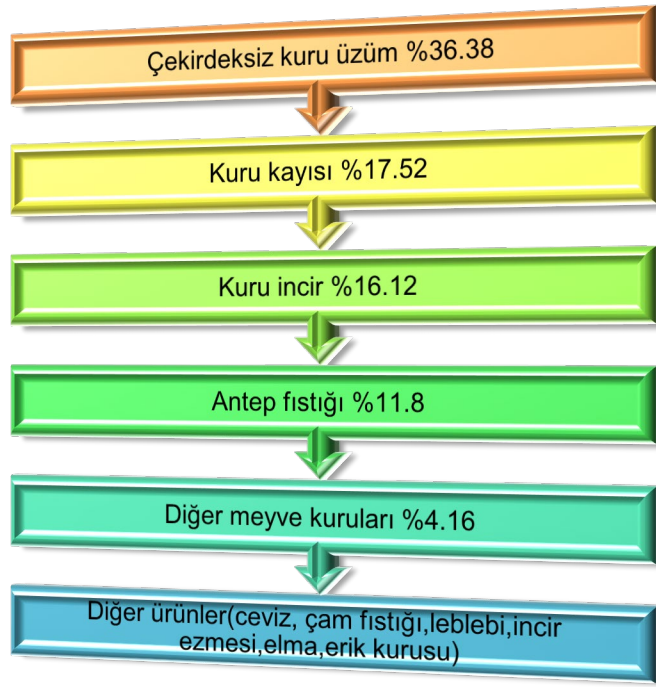 Çekirdeksiz kuru üzüm %36.38
Kuru kayısı %17.52
Kuru incir %16.12
Antep fıstığı %11.8
Diğer meyve kuruları %4.16
Diğer ürünler(ceviz, çam fıstığı,leblebi,incir
ezmesi,elma,erik kurusu)